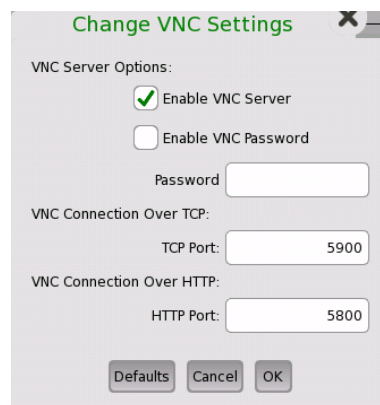 Change VNC Settings
VNC Server Options:
Enable VNC Server
Enable VNC Password
Password
VNC Connection Over TCP:
TCP Port: 5900
VNC Connection Over HTTP:
HTTP Port: 5800
Defaults Cancel OK